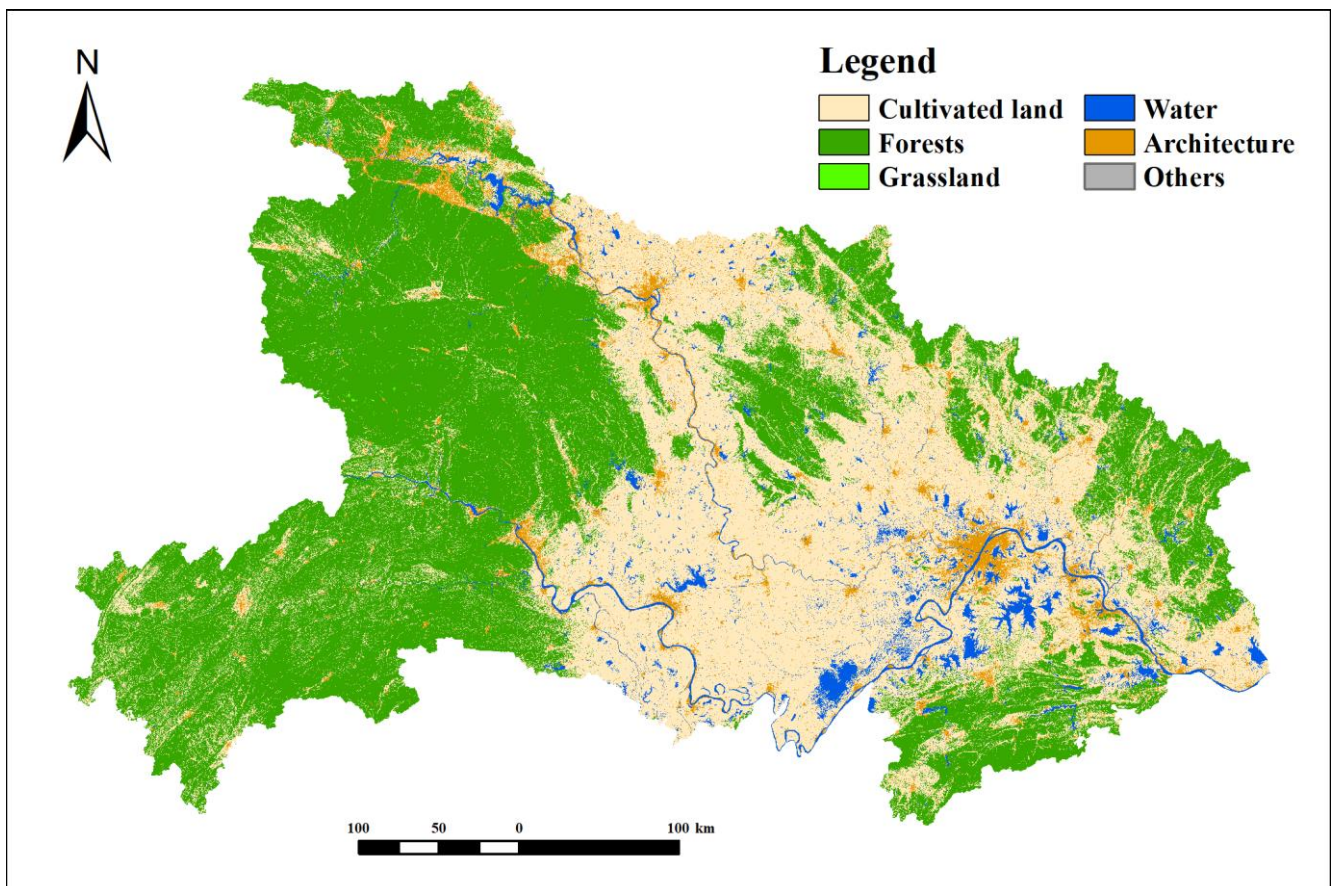 N
Legend
Cultivated land
Water
Forests
Architecture
Grassland
Others
100 50 0 100 km